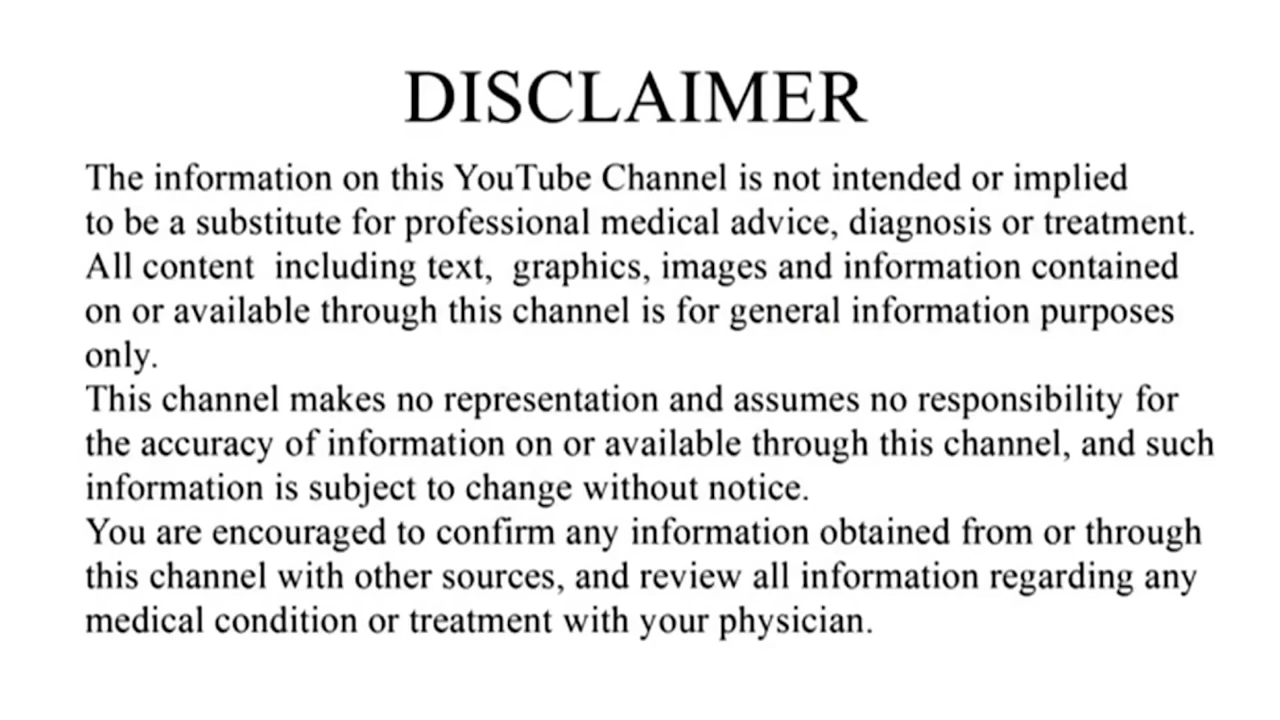 DISCLAIMER
The information on this YouTube Channel is not intended or implied
to be a substitute for professional medical advice, diagnosis or treatment.
All content  including text,  graphics, images and information contained
on or available through this channel is for general information purposes
only.
This channel makes no representation and assumes no responsibility for
the accuracy of information on or available through this channel, and such
information is subject to change without notice.
You are encouraged to confirm any information obtained from or through
this channel with other sources, and review all information regarding any
medical condition or treatment with your physician.